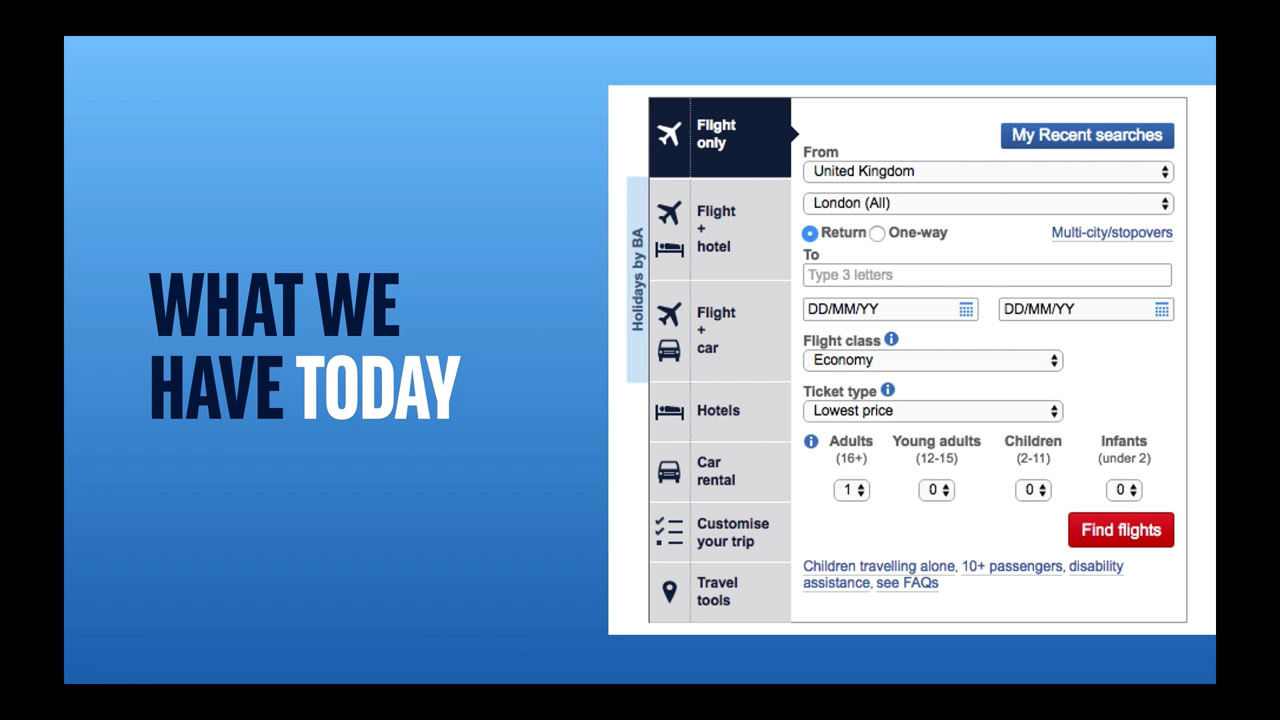 WHAT WE
HAVE TODAY
Holidays by BA
Flight
only
Flight
+
hotel
Flight
+
car
Hotels
Car
rental
Customise
your trip
Travel
tools
My Recent searches
From
United Kingdom
London (All)
Return One-way Multi-city/stopovers
To
Type 3 letters
DD/MM/YY DD/MM/YY
Flight class
Economy
Ticket type
Lowest price
Adults Young adults Children Infants
(16+) (12-15) (2-11) (under 2)
1 0 0 0
Find flights
Children travelling alone, 10+ passengers, disability
assistance, see FAQs